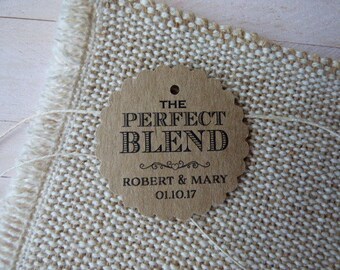 THE
PERFECT
BLEND
ROBERT & MARY
01.10.17